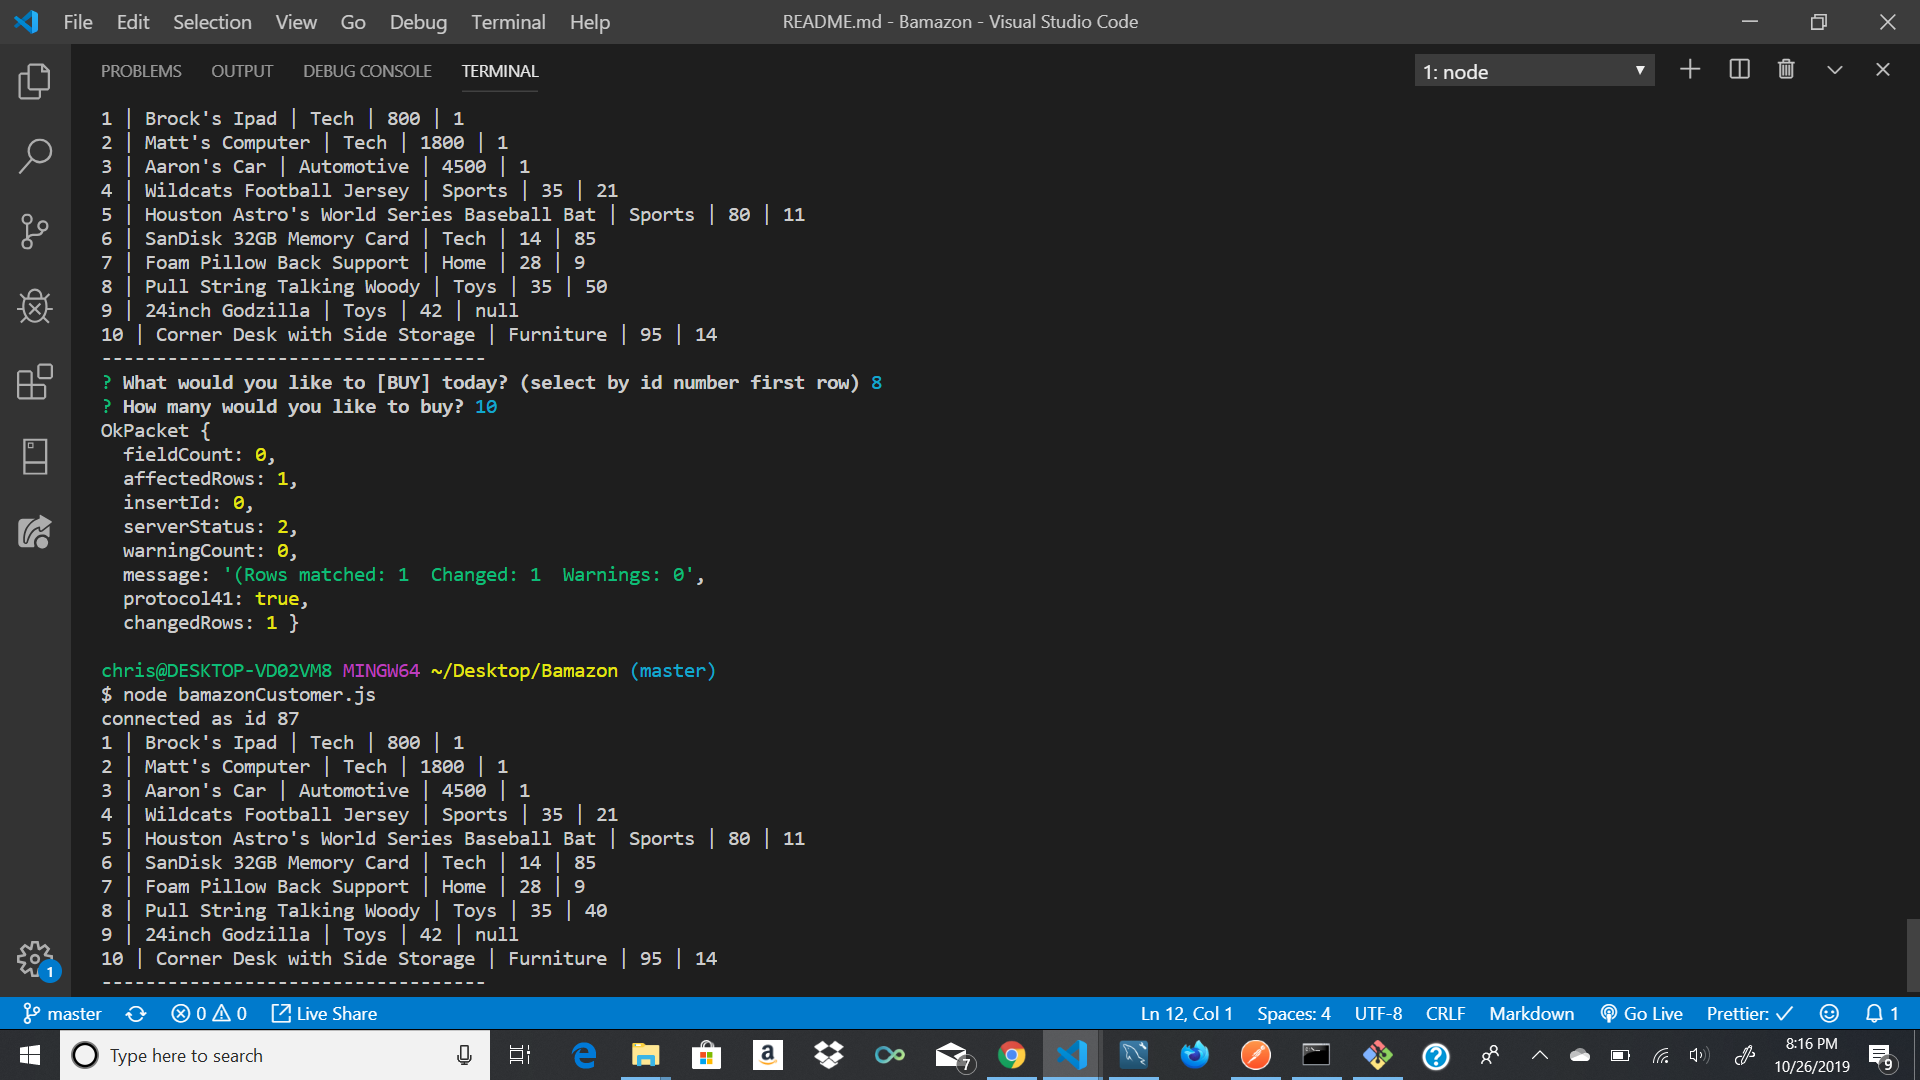 File Edit Selection View Go Debug Terminal Help README.md - Bamazon - Visual Studio Code
PROBLEMS OUTPUT DEBUG CONSOLE TERMINAL 1: node
1 | Brock's Ipad | Tech | 800 | 1
2 | Matt's Computer | Tech | 1800 | 1
3 | Aaron's Car | Automotive | 4500 | 1
4 | Wildcats Football Jersey | Sports | 35 | 21
5 | Houston Astro's World Series Baseball Bat | Sports | 80 | 11
6 | SanDisk 32GB Memory Card | Tech | 14 | 85
7 | Foam Pillow Back Support | Home | 28 | 9
8 | Pull String Talking Woody | Toys | 35 | 50
9 | 24inch Godzilla | Toys | 42 | null
10 | Corner Desk with Side Storage | Furniture | 95 | 14
-----------------------------------
? What would you like to [BUY] today? (select by id number first row) 8
? How many would you like to buy? 10
OkPacket {
  fieldCount: 0,
  affectedRows: 1,
  insertId: 0,
  serverStatus: 2,
  warningCount: 0,
  message: '(Rows matched: 1  Changed: 1  Warnings: 0',
  protocol41: true,
  changedRows: 1 }
chris@DESKTOP-VD02VM8 MINGW64 ~/Desktop/Bamazon (master)
$ node bamazonCustomer.js
connected as id 87
1 | Brock's Ipad | Tech | 800 | 1
2 | Matt's Computer | Tech | 1800 | 1
3 | Aaron's Car | Automotive | 4500 | 1
4 | Wildcats Football Jersey | Sports | 35 | 21
5 | Houston Astro's World Series Baseball Bat | Sports | 80 | 11
6 | SanDisk 32GB Memory Card | Tech | 14 | 85
7 | Foam Pillow Back Support | Home | 28 | 9
8 | Pull String Talking Woody | Toys | 35 | 40
9 | 24inch Godzilla | Toys | 42 | null
10 | Corner Desk with Side Storage | Furniture | 95 | 14
-----------------------------------
1
master 0 0 Live Share Ln 12, Col 1 Spaces: 4 UTF-8 CRLF Markdown Go Live Prettier: ✓ 1
Type here to search 7 8:16 PM
10/26/2019 9